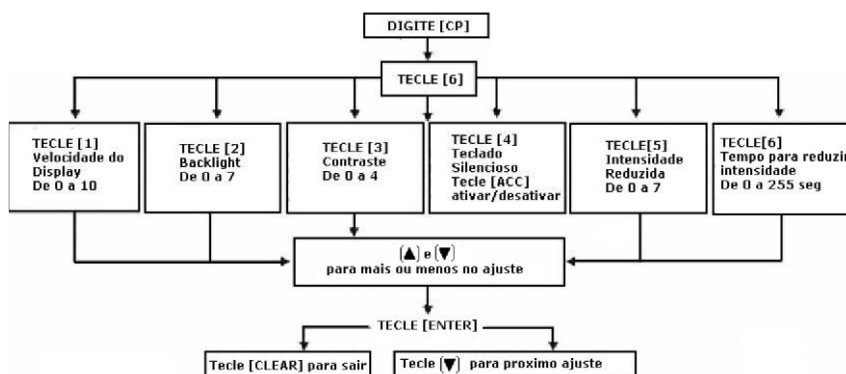 DIGITE [CP]
TECLE [6]
TECLE [1]
Velocidade do
Display
De 0 a 10
TECLE [2]
Backlight
De 0 a 7
TECLE [3]
Contraste
De 0 a 4
TECLE [4]
Teclado
Silencioso
Tecle [ACC]
ativar/desativar
TECLE[5]
Intensidade
Reduzida
De 0 a 7
TECLE[6]
Tempo para reduzir
intensidade
De 0 a 255 seg
[▲] e [▼]
para mais ou menos no ajuste
TECLE [ENTER]
Tecle [CLEAR] para sair
Tecle [▼] para proximo ajuste